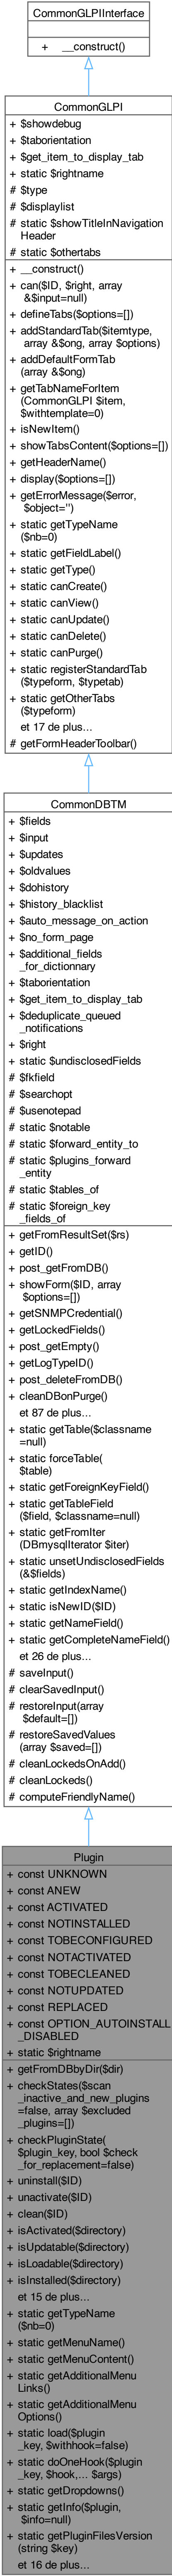 CommonGLPIInterface
+ __construct()
CommonGLPI
+ $showdebug
+ $taborientation
+ $get_item_to_display_tab
+ static $rightname
# $type
# $displaylist
# static $showTitleInNavigation
Header
# static $othertabs
+ __construct()
+ can($ID, $right, array
&$input=null)
+ defineTabs($options=[])
+ addStandardTab($itemtype,
array &$ong, array $options)
+ addDefaultFormTab
(array &$ong)
+ getTabNameForItem
(CommonGLPI $item,
$withtemplate=0)
+ isNewItem()
+ showTabsContent($options=[])
+ getHeaderName()
+ display($options=[])
+ getErrorMessage($error,
$object='')
+ static getTypeName
($nb=0)
+ static getFieldLabel()
+ static getType()
+ static canCreate()
+ static canView()
+ static canUpdate()
+ static canDelete()
+ static canPurge()
+ static registerStandardTab
($typeform, $typetab)
+ static getOtherTabs
($typeform)
et 17 de plus...
# getFormHeaderToolbar()
CommonDBTM
+ $fields
+ $input
+ $updates
+ $oldvalues
+ $dohistory
+ $history_blacklist
+ $auto_message_on_action
+ $no_form_page
+ $additional_fields
_for_dictionnary
+ $taborientation
+ $get_item_to_display_tab
+ $deduplicate_queued
_notifications
+ $right
+ static $undisclosedFields
# $fkfield
# $searchopt
# $usenotepad
# static $notable
# static $forward_entity_to
# static $plugins_forward
_entity
# static $tables_of
# static $foreign_key
_fields_of
+ getFromResultSet($rs)
+ getID()
+ post_getFromDB()
+ showForm($ID, array
$options=[])
+ getSNMPCredential()
+ getLockedFields()
+ post_getEmpty()
+ getLogTypeID()
+ post_deleteFromDB()
+ cleanDBonPurge()
et 87 de plus...
+ static getTable($classname
=null)
+ static forceTable(
$table)
+ static getForeignKeyField()
+ static getTableField
($field, $classname=null)
+ static getFromIter
(DBmysqlIterator $iter)
+ static unsetUndisclosedFields
(&$fields)
+ static getIndexName()
+ static isNewID($ID)
+ static getNameField()
+ static getCompleteNameField()
et 26 de plus...
# saveInput()
# clearSavedInput()
# restoreInput(array
$default=[])
# restoreSavedValues
(array $saved=[])
# cleanLockedsOnAdd()
# cleanLockeds()
# computeFriendlyName()
Plugin
+ const UNKNOWN
+ const ANEW
+ const ACTIVATED
+ const NOTINSTALLED
+ const TOBECONFIGURED
+ const NOTACTIVATED
+ const TOBECLEANED
+ const NOTUPDATED
+ const REPLACED
+ const OPTION_AUTOINSTALL
_DISABLED
+ static $rightname
+ getFromDBbyDir($dir)
+ checkStates($scan
_inactive_and_new_plugins
=false, array $excluded
_plugins=[])
+ checkPluginState(
$plugin_key, bool $check
_for_replacement=false)
+ uninstall($ID)
+ unactivate($ID)
+ clean($ID)
+ isActivated($directory)
+ isUpdatable($directory)
+ isLoadable($directory)
+ isInstalled($directory)
et 15 de plus...
+ static getTypeName
($nb=0)
+ static getMenuName()
+ static getMenuContent()
+ static getAdditionalMenu
Links()
+ static getAdditionalMenu
Options()
+ static load($plugin
_key, $withhook=false)
+ static doOneHook($plugin
_key, $hook,... $args)
+ static getDropdowns()
+ static getInfo($plugin,
$info=null)
+ static getPluginFilesVersion
(string $key)
et 16 de plus...